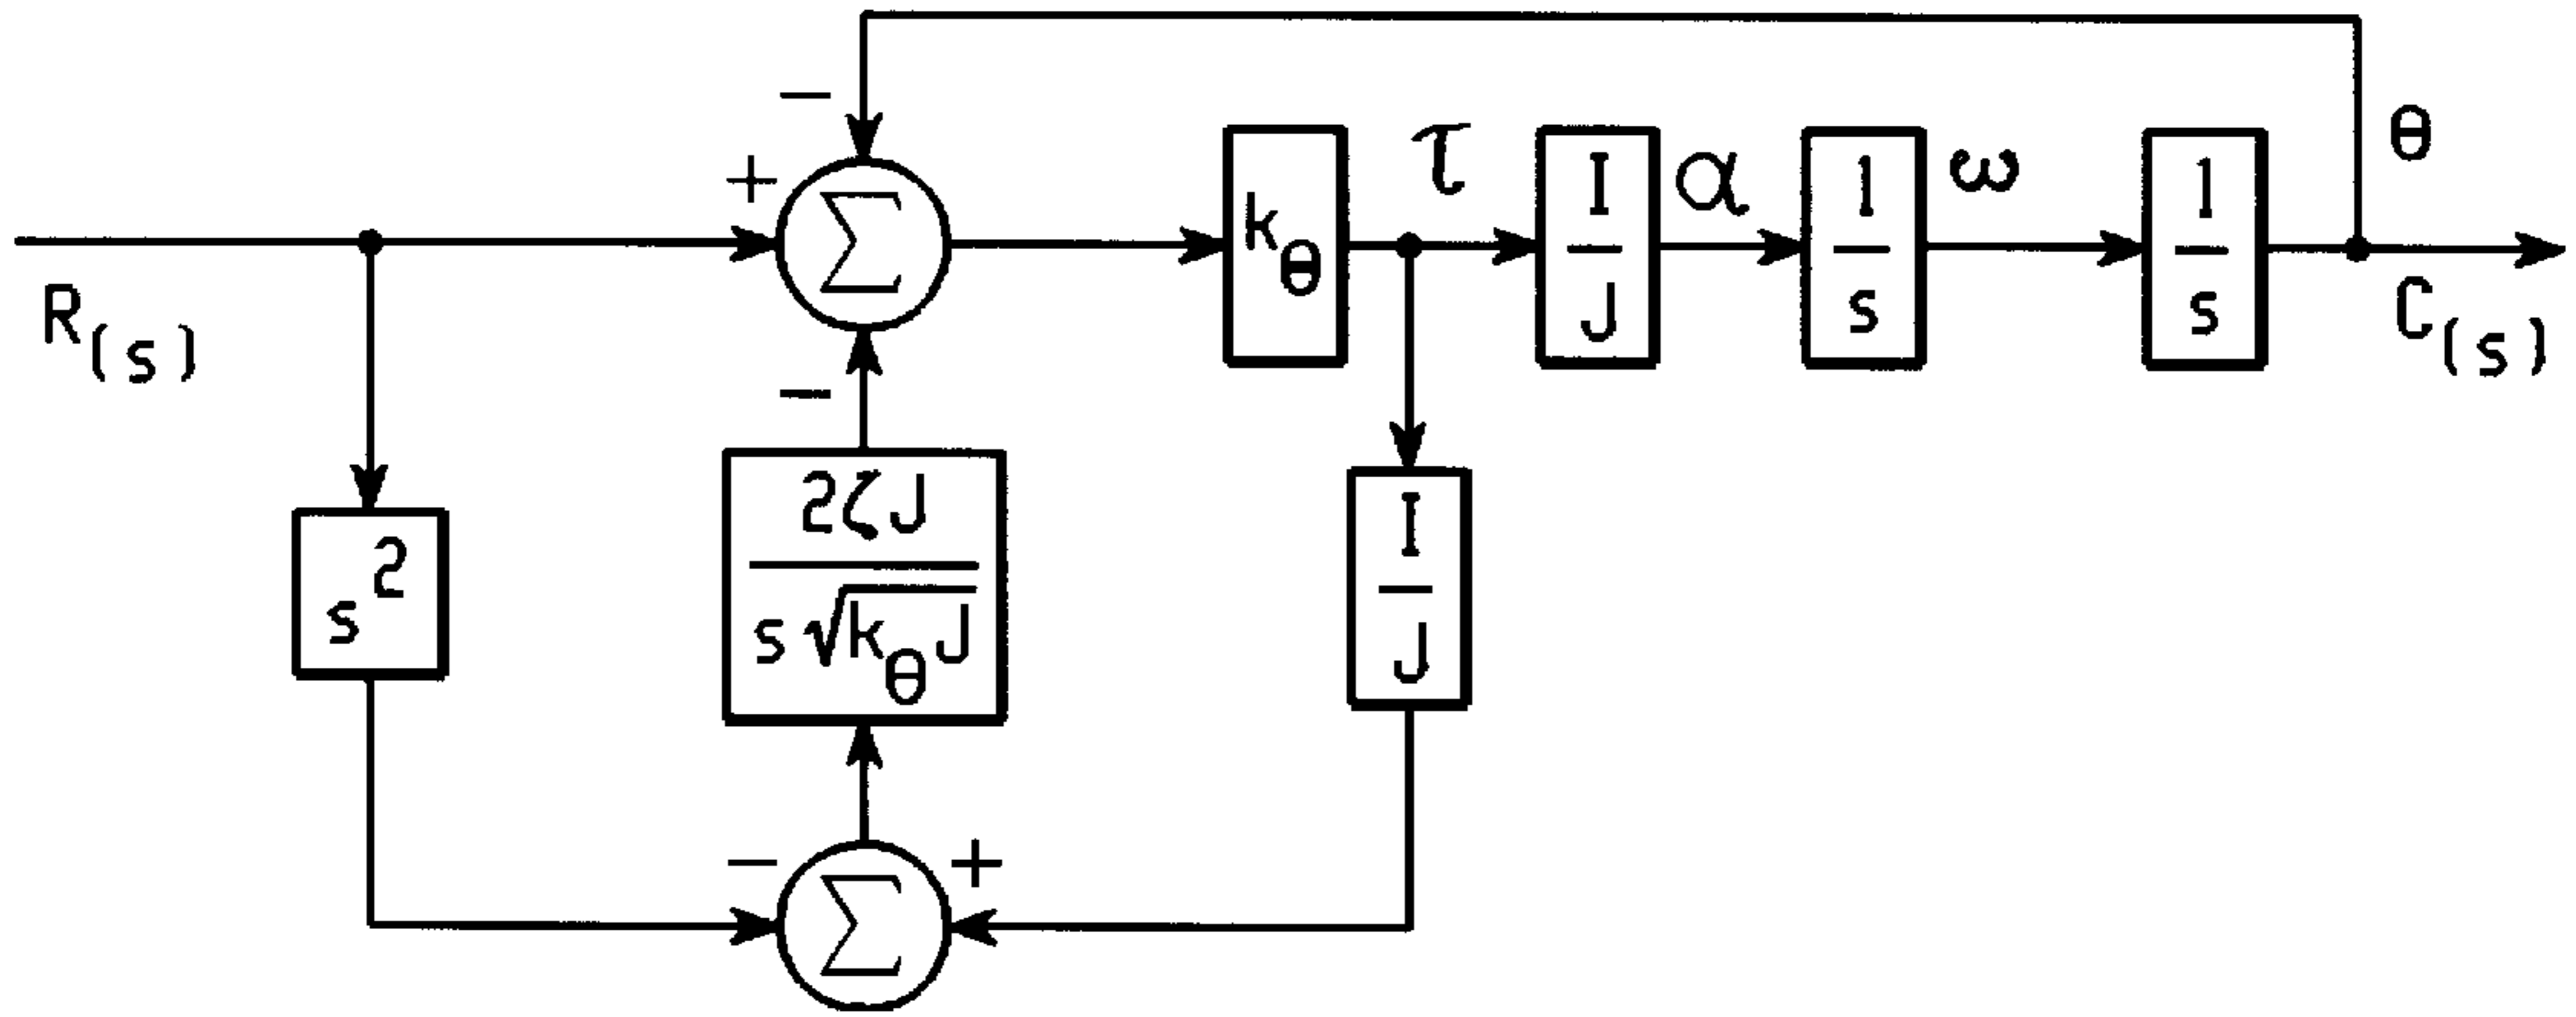 −
+
Σ
−
R(s)
k_θ
τ
I/J
α
1/s
ω
1/s
θ
C(s)
s²
2ζJ
s√k_θJ
I/J
−
+
Σ